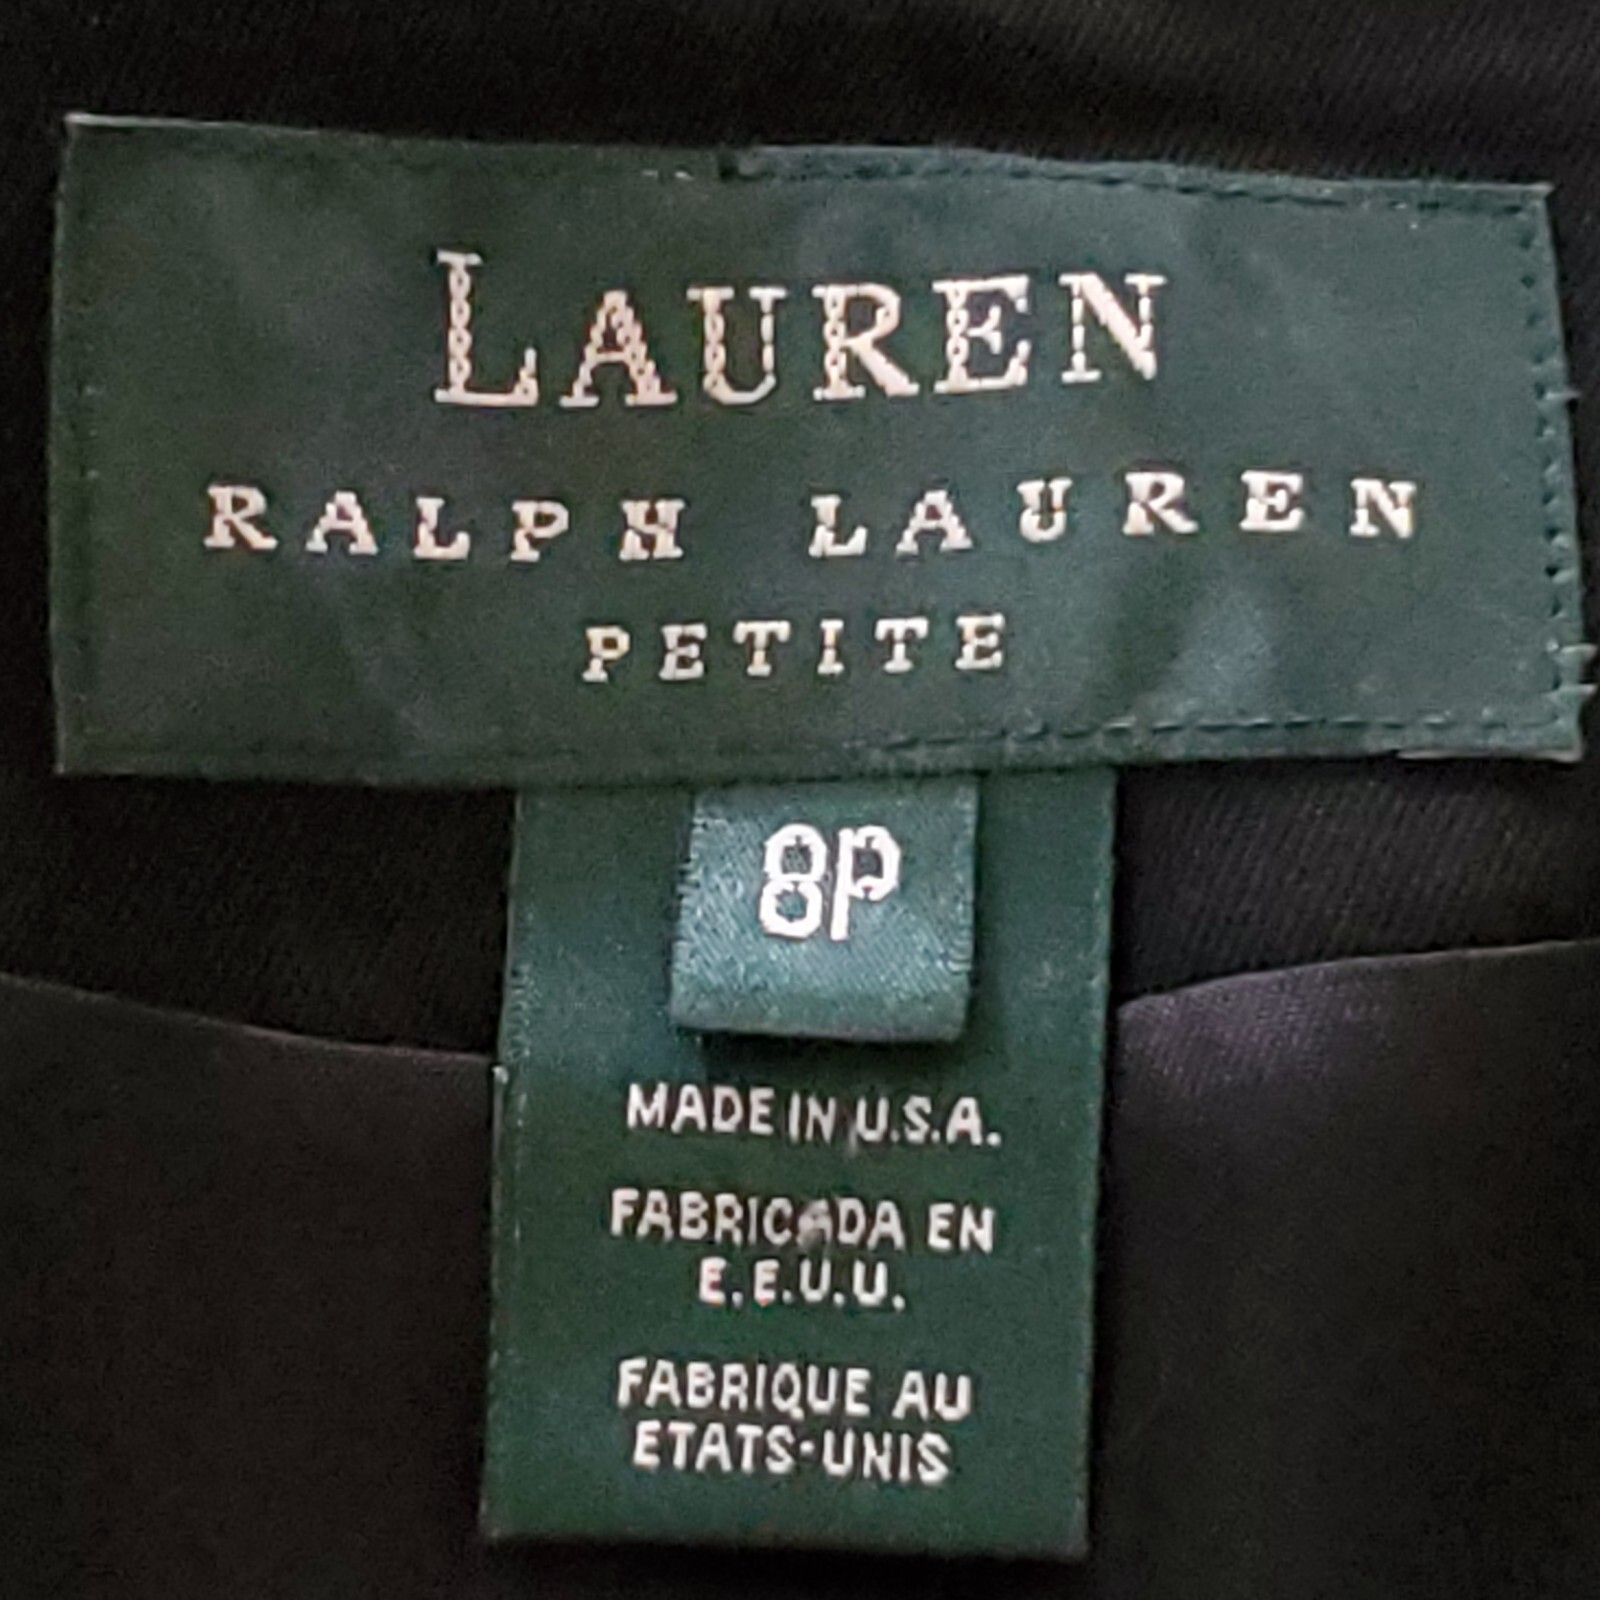 LAUREN
RALPH LAUREN
PETITE
8P
MADE IN U.S.A.
FABRICADA EN
E.E.U.U.
FABRIQUE AU
ETATS-UNIS